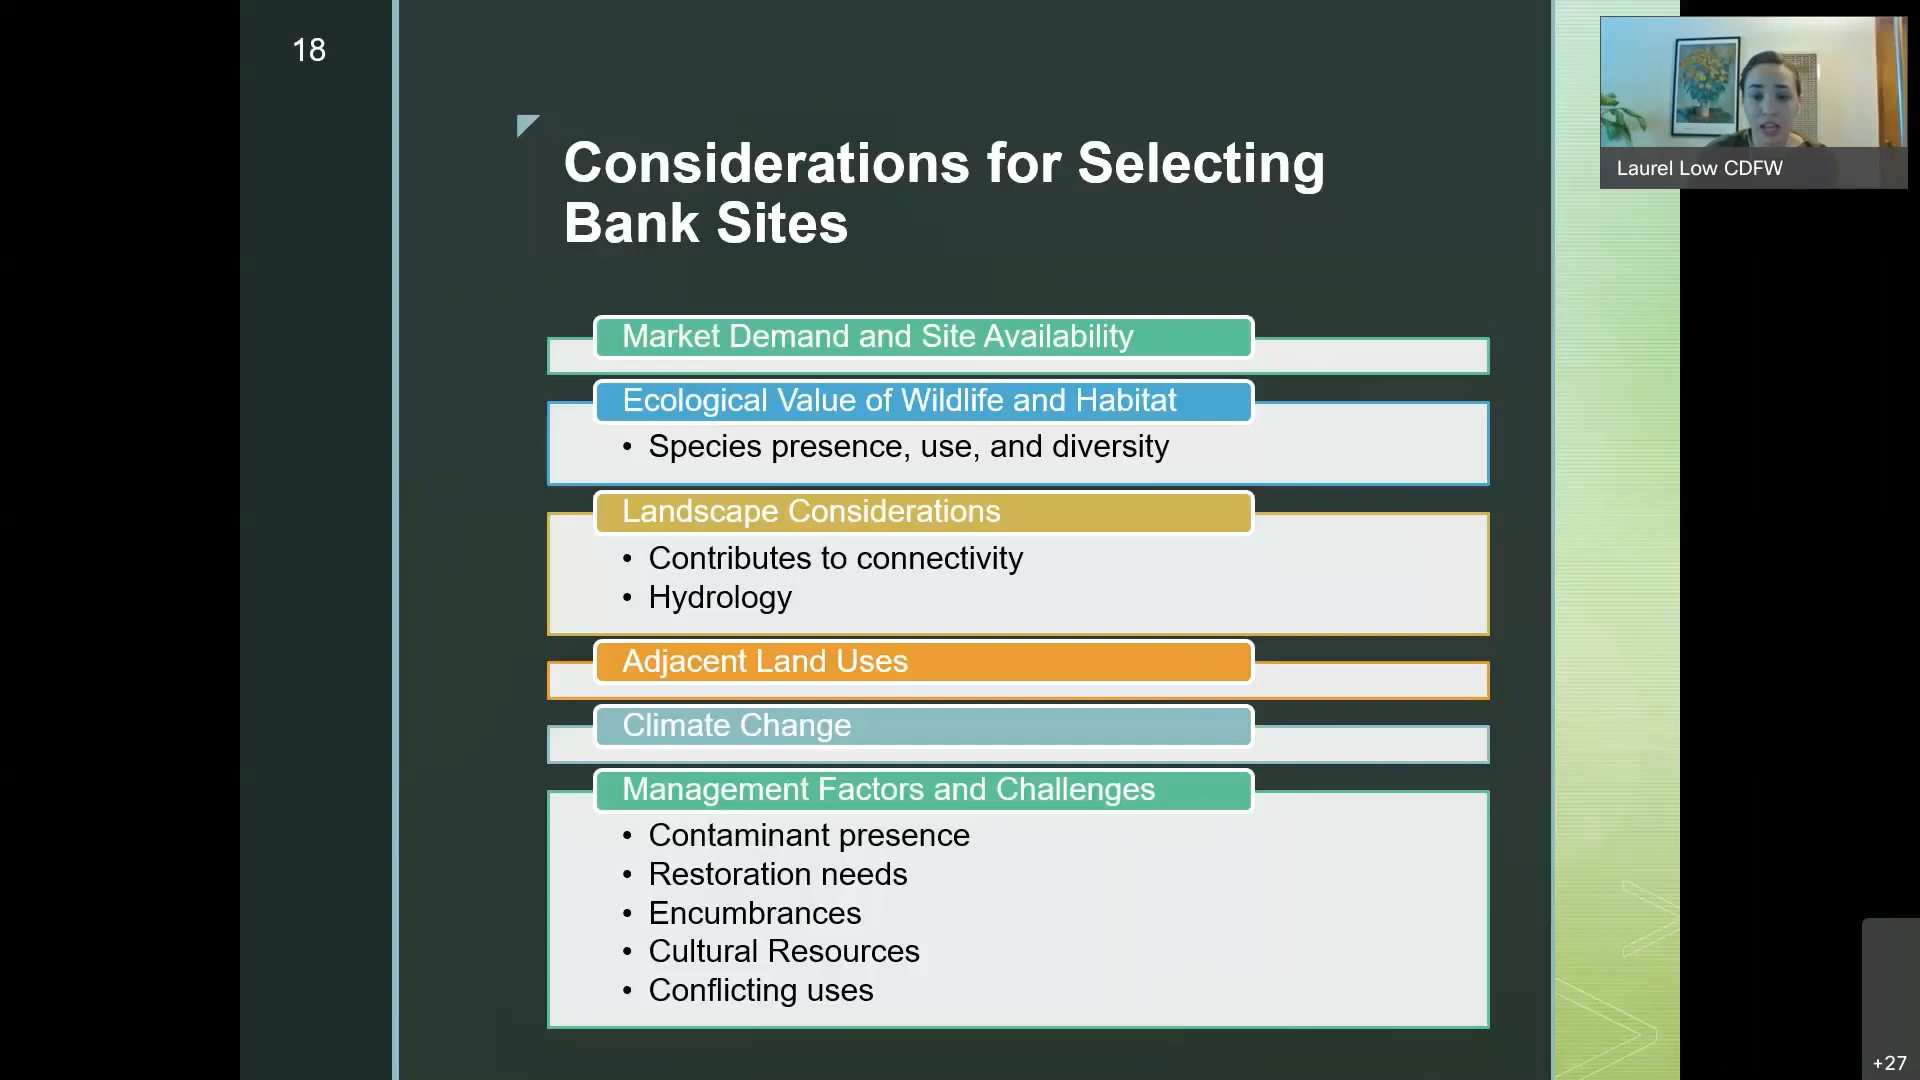 18
Laurel Low CDFW
Considerations for Selecting
Bank Sites
Market Demand and Site Availability
Ecological Value of Wildlife and Habitat
• Species presence, use, and diversity
Landscape Considerations
• Contributes to connectivity
• Hydrology
Adjacent Land Uses
Climate Change
Management Factors and Challenges
• Contaminant presence
• Restoration needs
• Encumbrances
• Cultural Resources
• Conflicting uses
+27